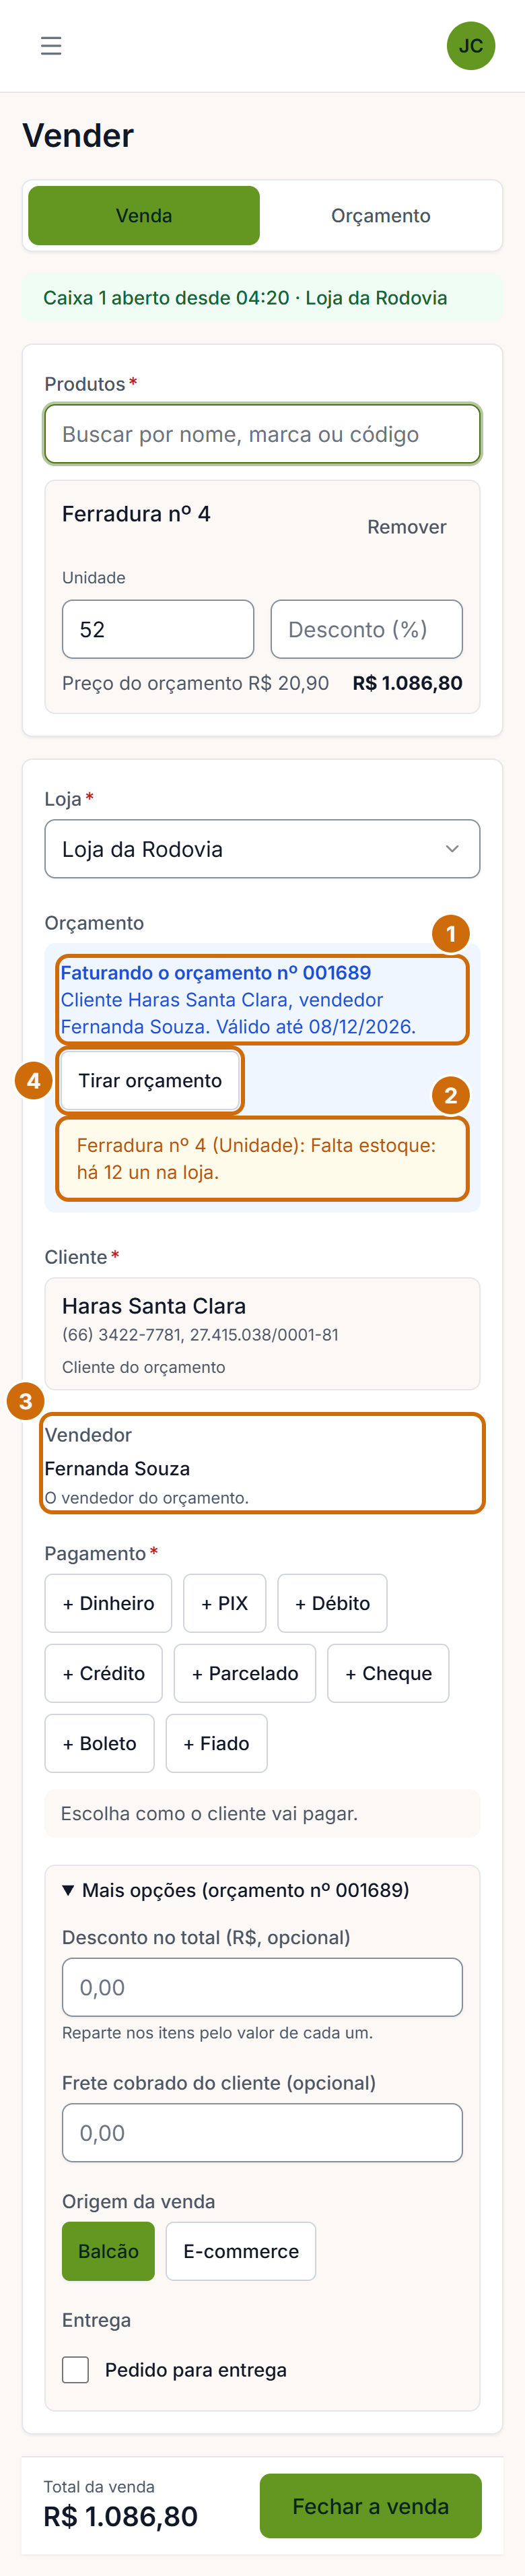 JC
Vender
Venda
Orçamento
Caixa 1 aberto desde 04:20 · Loja da Rodovia
Produtos *
Buscar por nome, marca ou código
Ferradura nº 4
Remover
Unidade
52
Desconto (%)
Preço do orçamento R$ 20,90
R$ 1.086,80
Loja *
Loja da Rodovia
Orçamento
1
Faturando o orçamento nº 001689
Cliente Haras Santa Clara, vendedor
Fernanda Souza. Válido até 08/12/2026.
4
Tirar orçamento
2
Ferradura nº 4 (Unidade): Falta estoque:
há 12 un na loja.
Cliente *
Haras Santa Clara
(66) 3422-7781, 27.415.038/0001-81
Cliente do orçamento
3
Vendedor
Fernanda Souza
O vendedor do orçamento.
Pagamento *
+ Dinheiro
+ PIX
+ Débito
+ Crédito
+ Parcelado
+ Cheque
+ Boleto
+ Fiado
Escolha como o cliente vai pagar.
▼ Mais opções (orçamento nº 001689)
Desconto no total (R$, opcional)
0,00
Reparte nos itens pelo valor de cada um.
Frete cobrado do cliente (opcional)
0,00
Origem da venda
Balcão
E-commerce
Entrega
Pedido para entrega
Total da venda
R$ 1.086,80
Fechar a venda